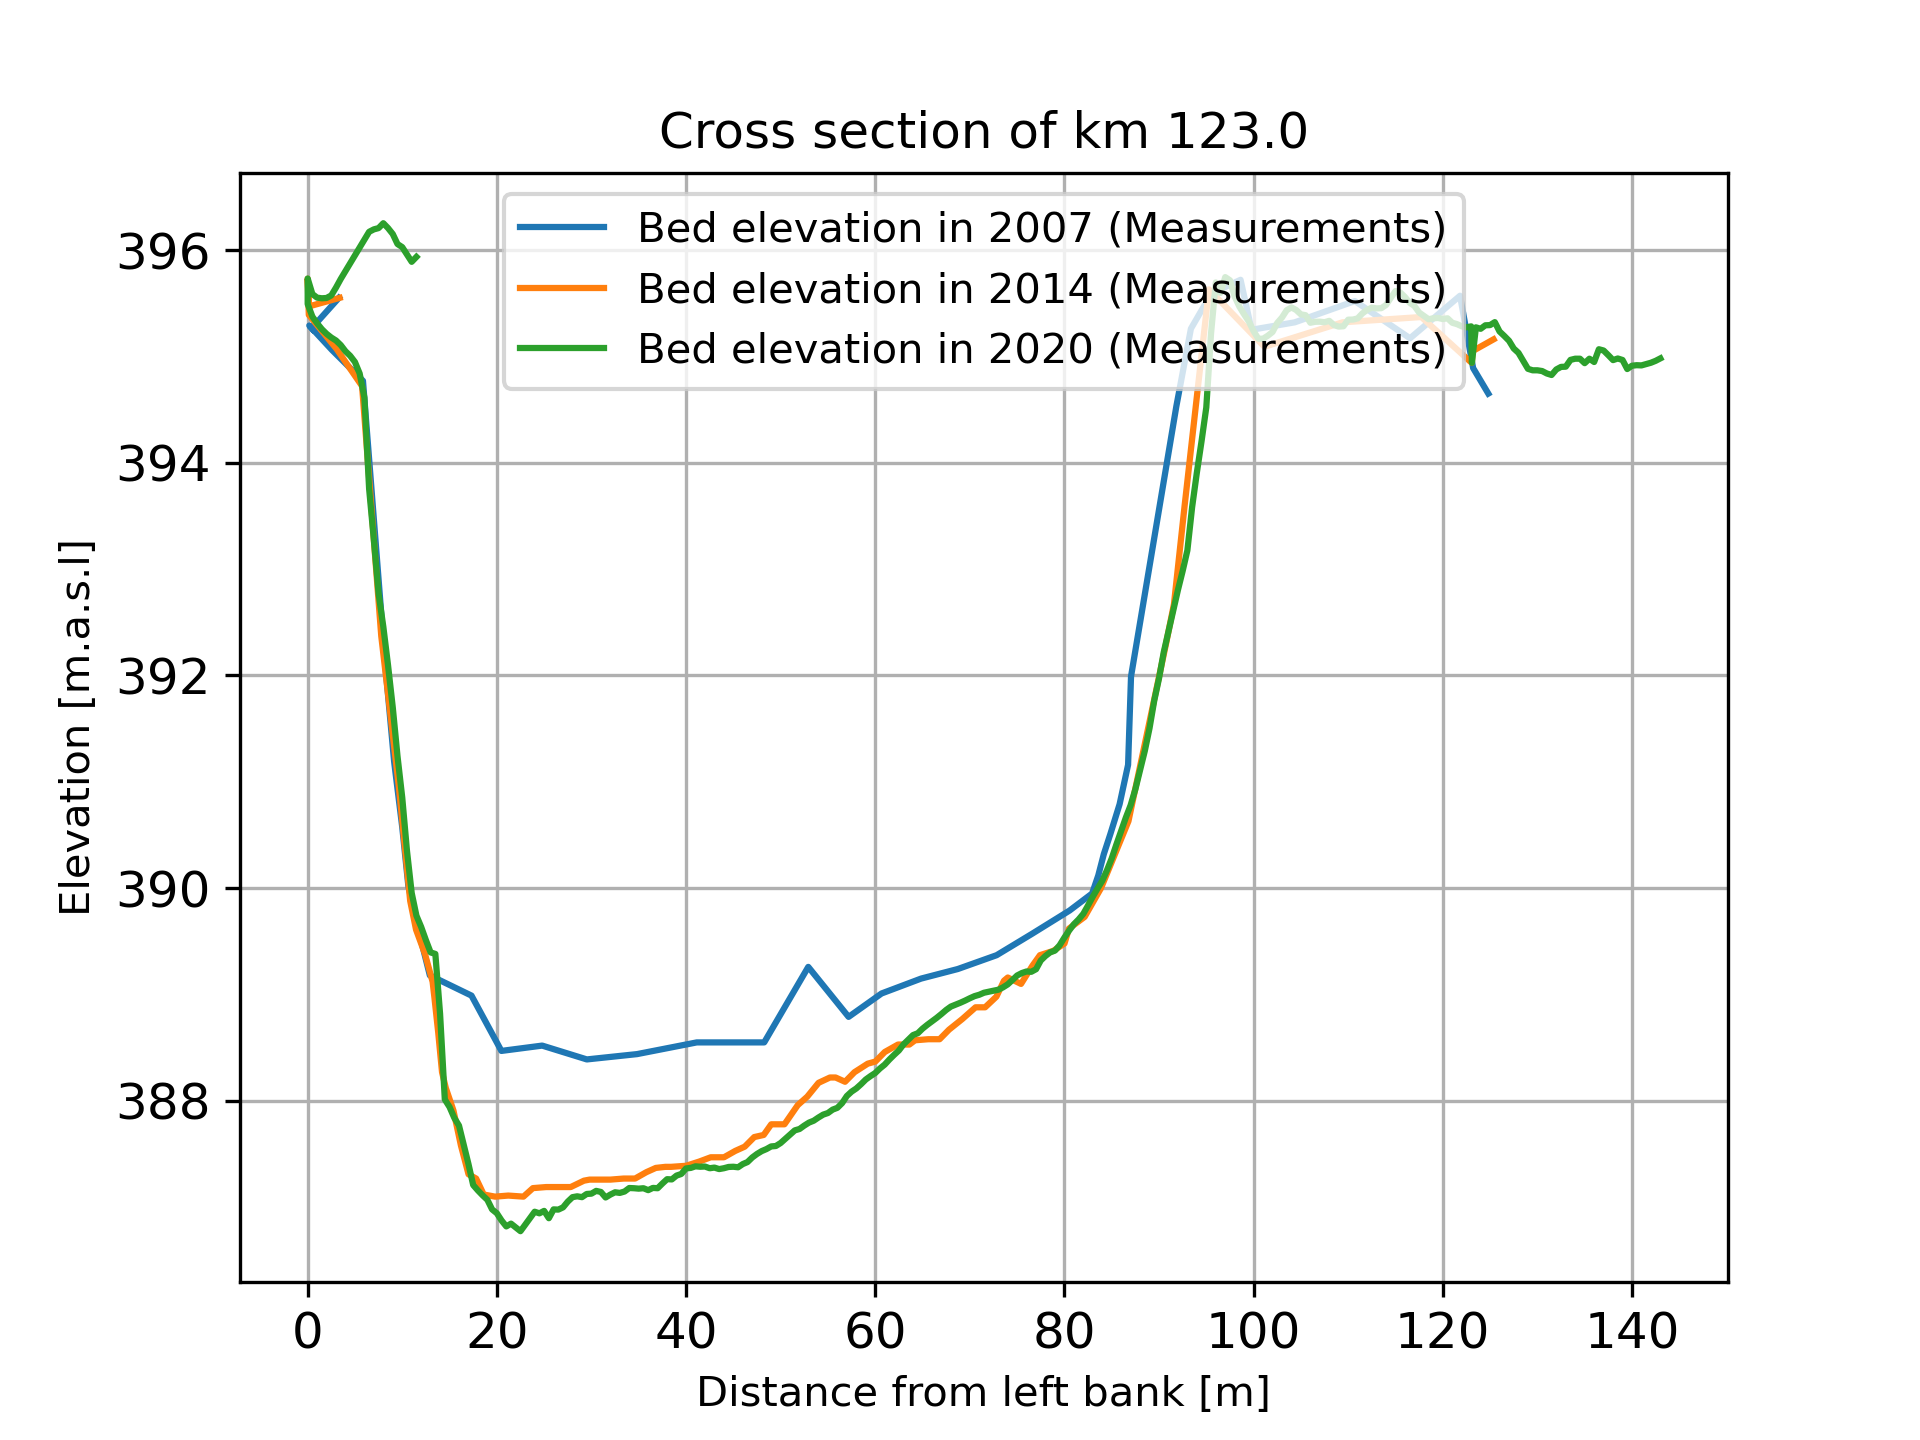 Cross section of km 123.0
Bed elevation in 2007 (Measurements)
Bed elevation in 2014 (Measurements)
Bed elevation in 2020 (Measurements)
396
394
392
390
388
Elevation [m.a.s.l]
0 20 40 60 80 100 120 140
Distance from left bank [m]